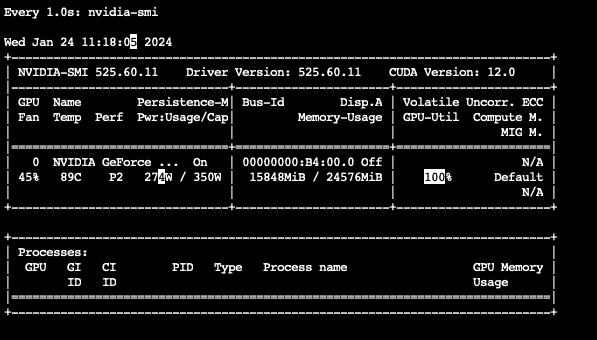 Every 1.0s: nvidia-smi
Wed Jan 24 11:18:05 2024
NVIDIA-SMI 525.60.11 Driver Version: 525.60.11 CUDA Version: 12.0
GPU Name Persistence-M| Bus-Id Disp.A | Volatile Uncorr. ECC
Fan Temp Perf Pwr:Usage/Cap| Memory-Usage | GPU-Util Compute M.
MIG M.
0 NVIDIA GeForce ... On | 00000000:B4:00.0 Off | N/A
45% 89C P2 274W / 350W | 15848MiB / 24576MiB | 100% Default
N/A
Processes:
GPU GI CI PID Type Process name GPU Memory
ID ID Usage